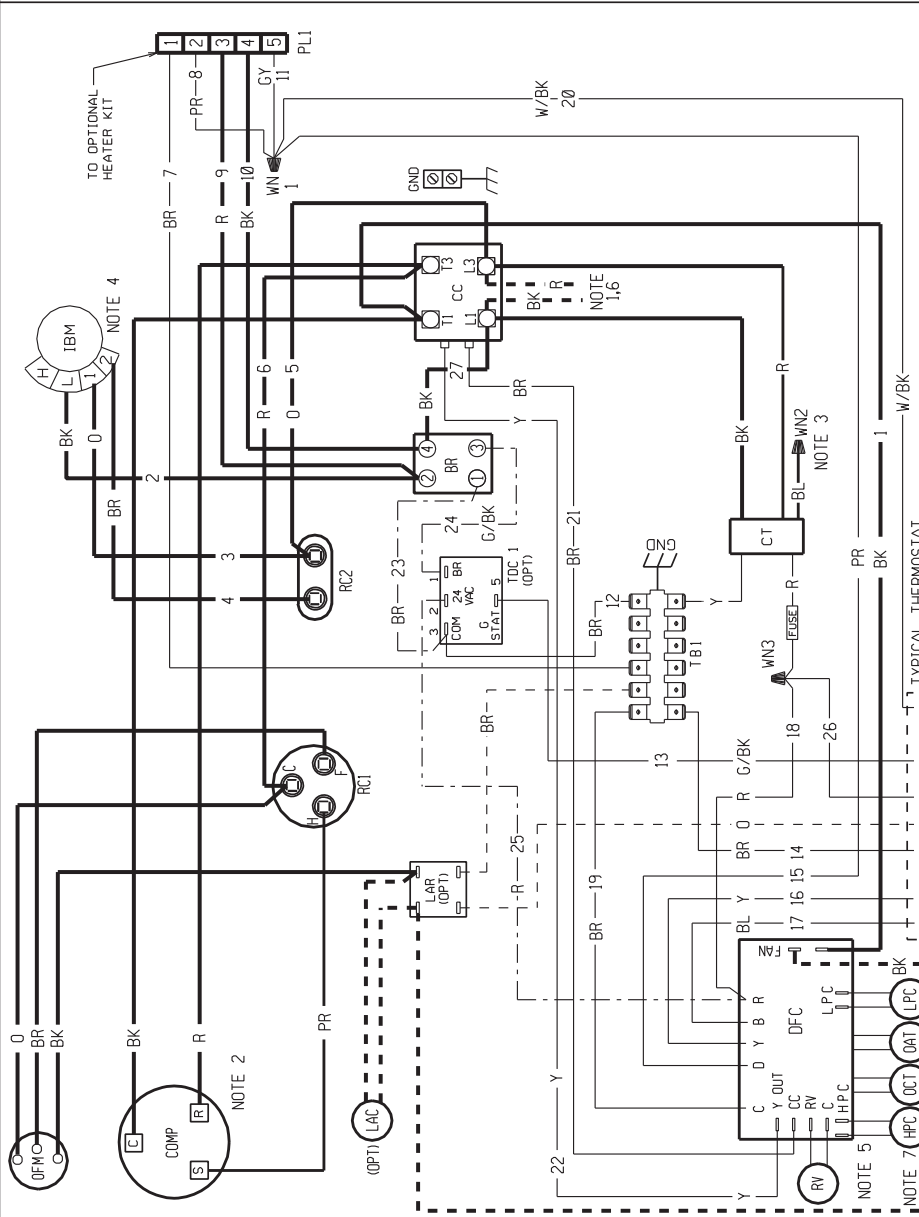 TO OPTIONAL
HEATER KIT
1
2
3
4
5
PL1
BR 7
PR 8
R 9
BK 10
GY 11
WN
1
W/BK
20
IBM
H
L
1
2
NOTE 4
BK
O
BR
2
3
4
R 6
O 5
RC2
GND
CC
T1
T3
L1
L3
BK R
NOTE
1,6
27
BK
BR
Y
BR
1
2
3
4
24
G/BK
BR 23
BR 21
1 BR
2 24
VAC
3 COM
G
STAT 5
TDC 1
(OPT)
GND
12
BR
TB1
Y
CT
BK
R
BL
WN2
NOTE 3
R
FUSE
WN3
18
26
1
BK
PR
W/BK
TYPICAL THERMOSTAT
O
BR
BK
OFM
BK
R
PR
COMP
C
R
S
NOTE 2
RC1
C
F
H
LAR
(OPT)
LAC
(OPT)
BR
25
R
13
G/BK
R
O
BR 14
15
Y 16
BL 17
BR 19
22
Y
Y
FAN
BK
DFC
R
B
Y
D
C
Y OUT
CC
RV
C
HPC
LPC
RV
NOTE 5
NOTE 7
HPC
OCT
OAT
LPC